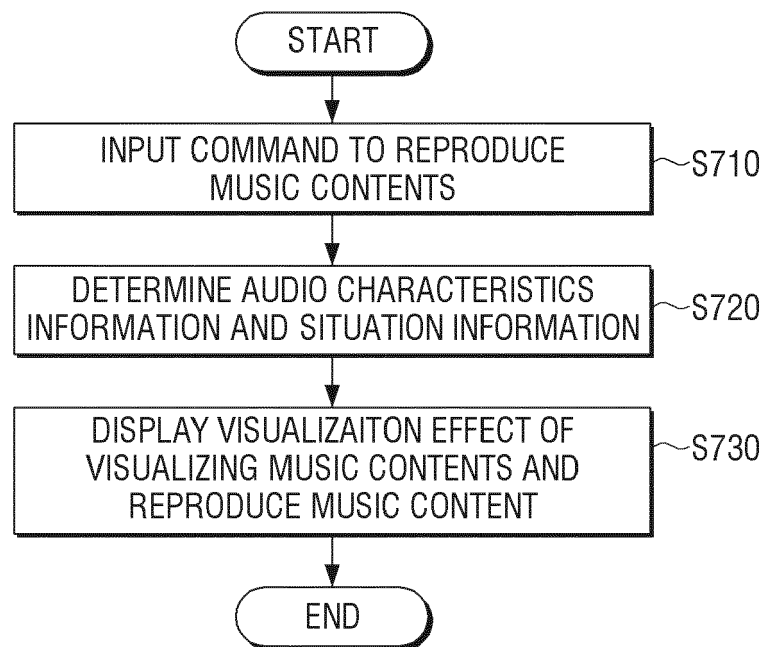 START
INPUT COMMAND TO REPRODUCE
MUSIC CONTENTS
S710
DETERMINE AUDIO CHARACTERISTICS
INFORMATION AND SITUATION INFORMATION
S720
DISPLAY VISUALIZAITON EFFECT OF
VISUALIZING MUSIC CONTENTS AND
REPRODUCE MUSIC CONTENT
S730
END